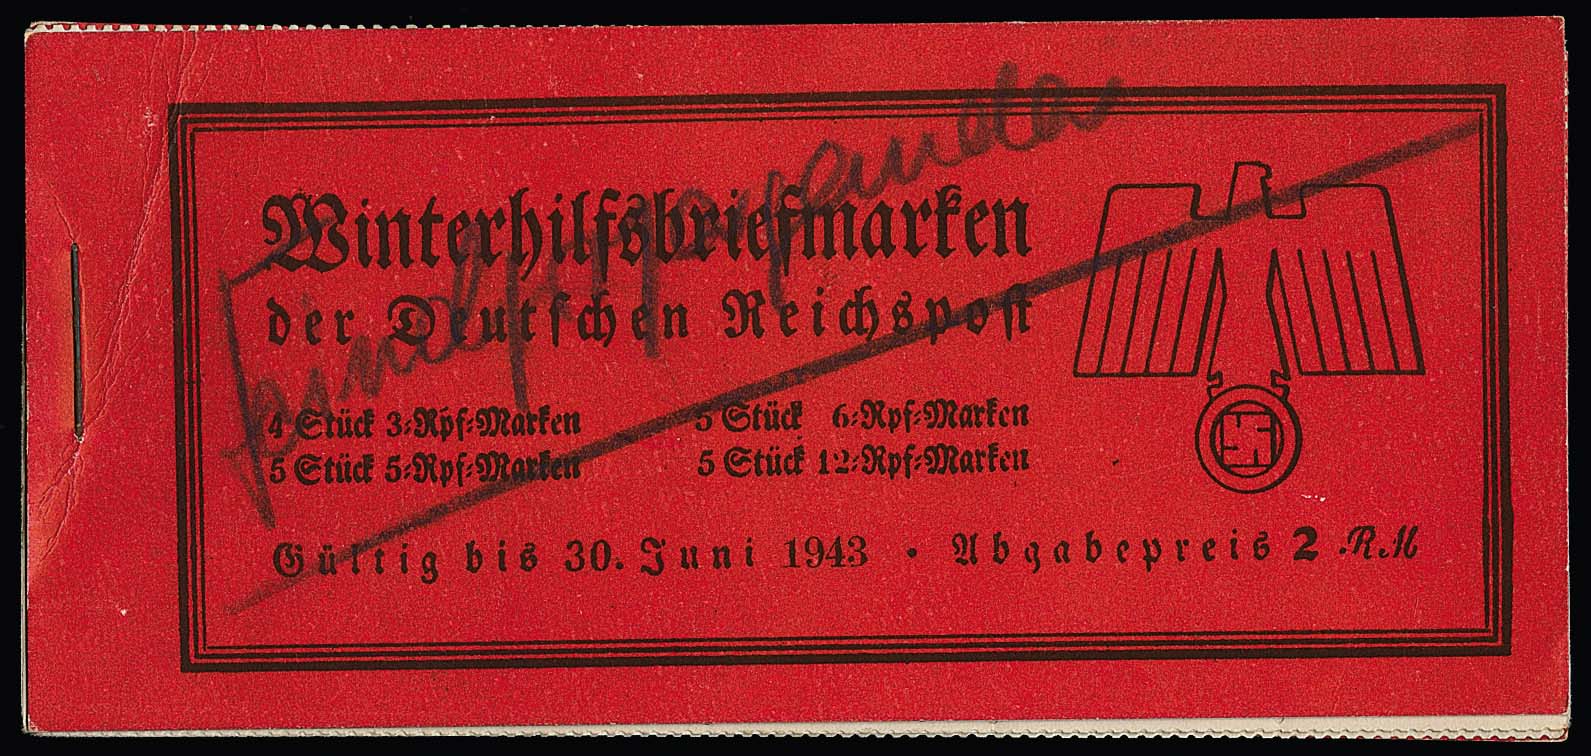 Feindpropaganda!
Winterhilfsbriefmarken
der Deutschen Reichspost
4 Stück 3-Rpf-Marken 5 Stück 6-Rpf-Marken
5 Stück 5-Rpf-Marken 5 Stück 12-Rpf-Marken
Gültig bis 30. Juni 1943 · Abgabepreis 2 RM